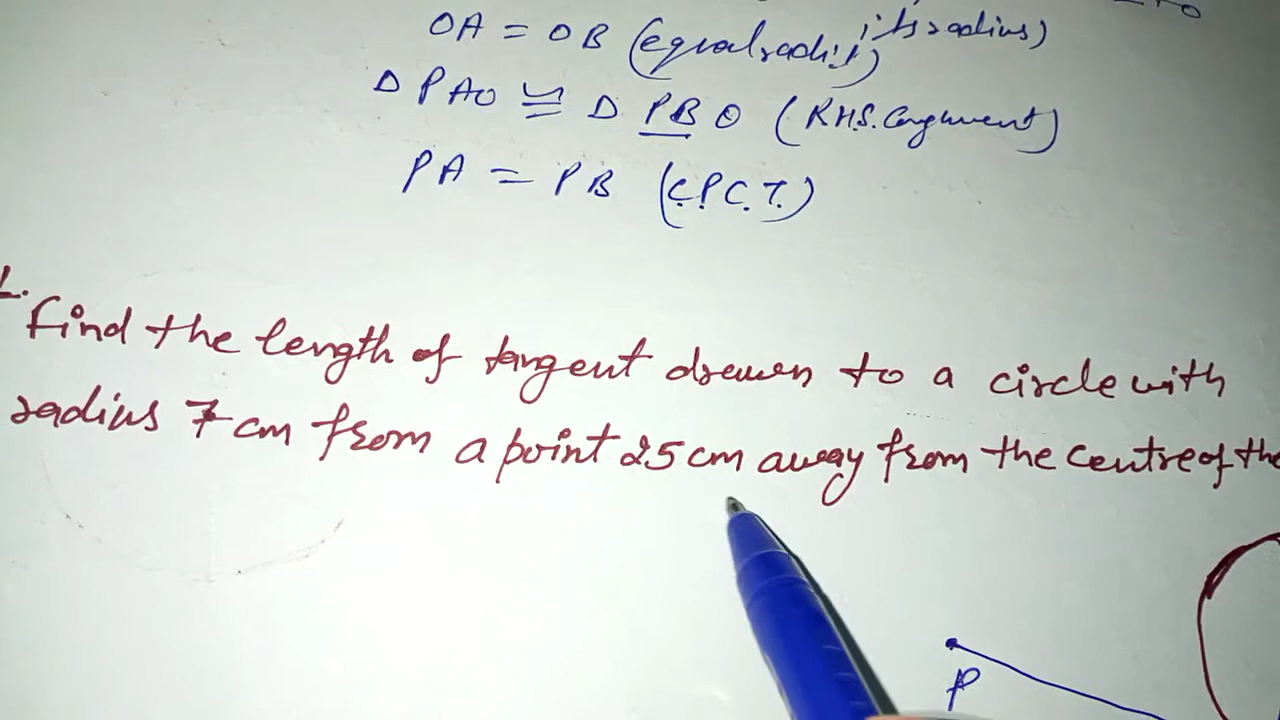 OA = OB (equal radii) its radius)
Δ PAO ≅ Δ PBO (RHS. Congruent)
PA = PB (C.P.C.T.)
1. Find the length of tangent drawn to a circle with
radius 7 cm from a point 25 cm away from the centre of the
P